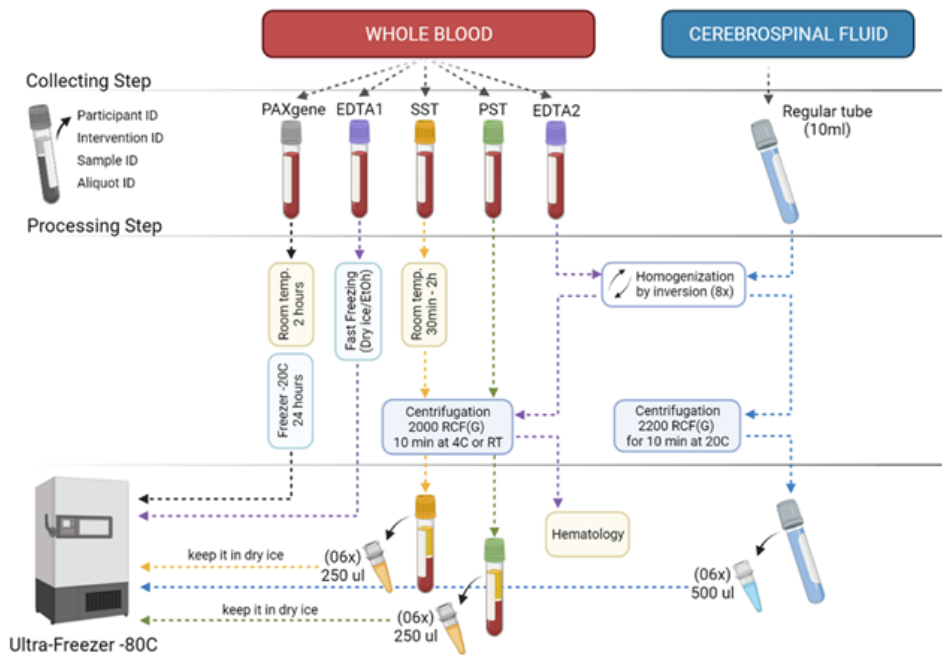 WHOLE BLOOD
CEREBROSPINAL FLUID
Collecting Step
Participant ID
Intervention ID
Sample ID
Aliquot ID
PAXgene
EDTA1
SST
PST
EDTA2
Regular tube
(10ml)
Processing Step
Room temp.
2 hours
Freezer -20C
24 hours
Fast Freezing
(Dry ice/EtOh)
Room temp.
30min - 2h
Homogenization
by inversion (8x)
Centrifugation
2000 RCF(G)
10 min at 4C or RT
Centrifugation
2200 RCF(G)
for 10 min at 20C
Hematology
keep it in dry ice
(06x)
250 ul
(06x)
500 ul
keep it in dry ice
(06x)
250 ul
Ultra-Freezer -80C